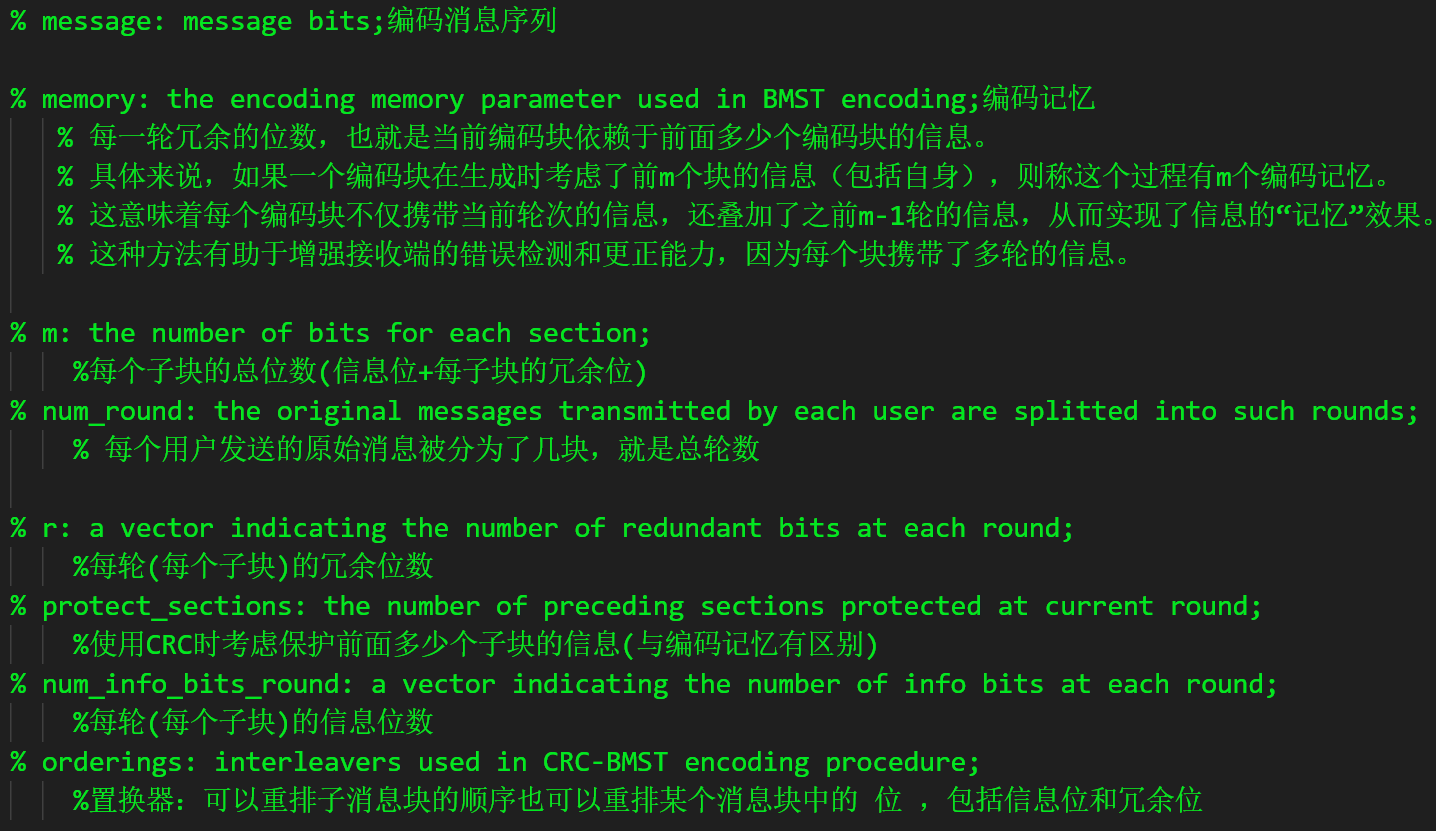 % message: message bits;编码消息序列
% memory: the encoding memory parameter used in BMST encoding;编码记忆
% 每一轮冗余的位数，也就是当前编码块依赖于前面多少个编码块的信息。
% 具体来说，如果一个编码块在生成时考虑了前m个块的信息（包括自身），则称这个过程有m个编码记忆。
% 这意味着每个编码块不仅携带当前轮次的信息，还叠加了之前m-1轮的信息，从而实现了信息的“记忆”效果。
% 这种方法有助于增强接收端的错误检测和更正能力，因为每个块携带了多轮的信息。
% m: the number of bits for each section;
%每个子块的总位数(信息位+每子块的冗余位)
% num_round: the original messages transmitted by each user are splitted into such rounds;
% 每个用户发送的原始消息被分为了几块，就是总轮数
% r: a vector indicating the number of redundant bits at each round;
%每轮(每个子块)的冗余位数
% protect_sections: the number of preceding sections protected at current round;
%使用CRC时考虑保护前面多少个子块的信息(与编码记忆有区别)
% num_info_bits_round: a vector indicating the number of info bits at each round;
%每轮(每个子块)的信息位数
% orderings: interleavers used in CRC-BMST encoding procedure;
%置换器：可以重排子消息块的顺序也可以重排某个消息块中的 位 ，包括信息位和冗余位